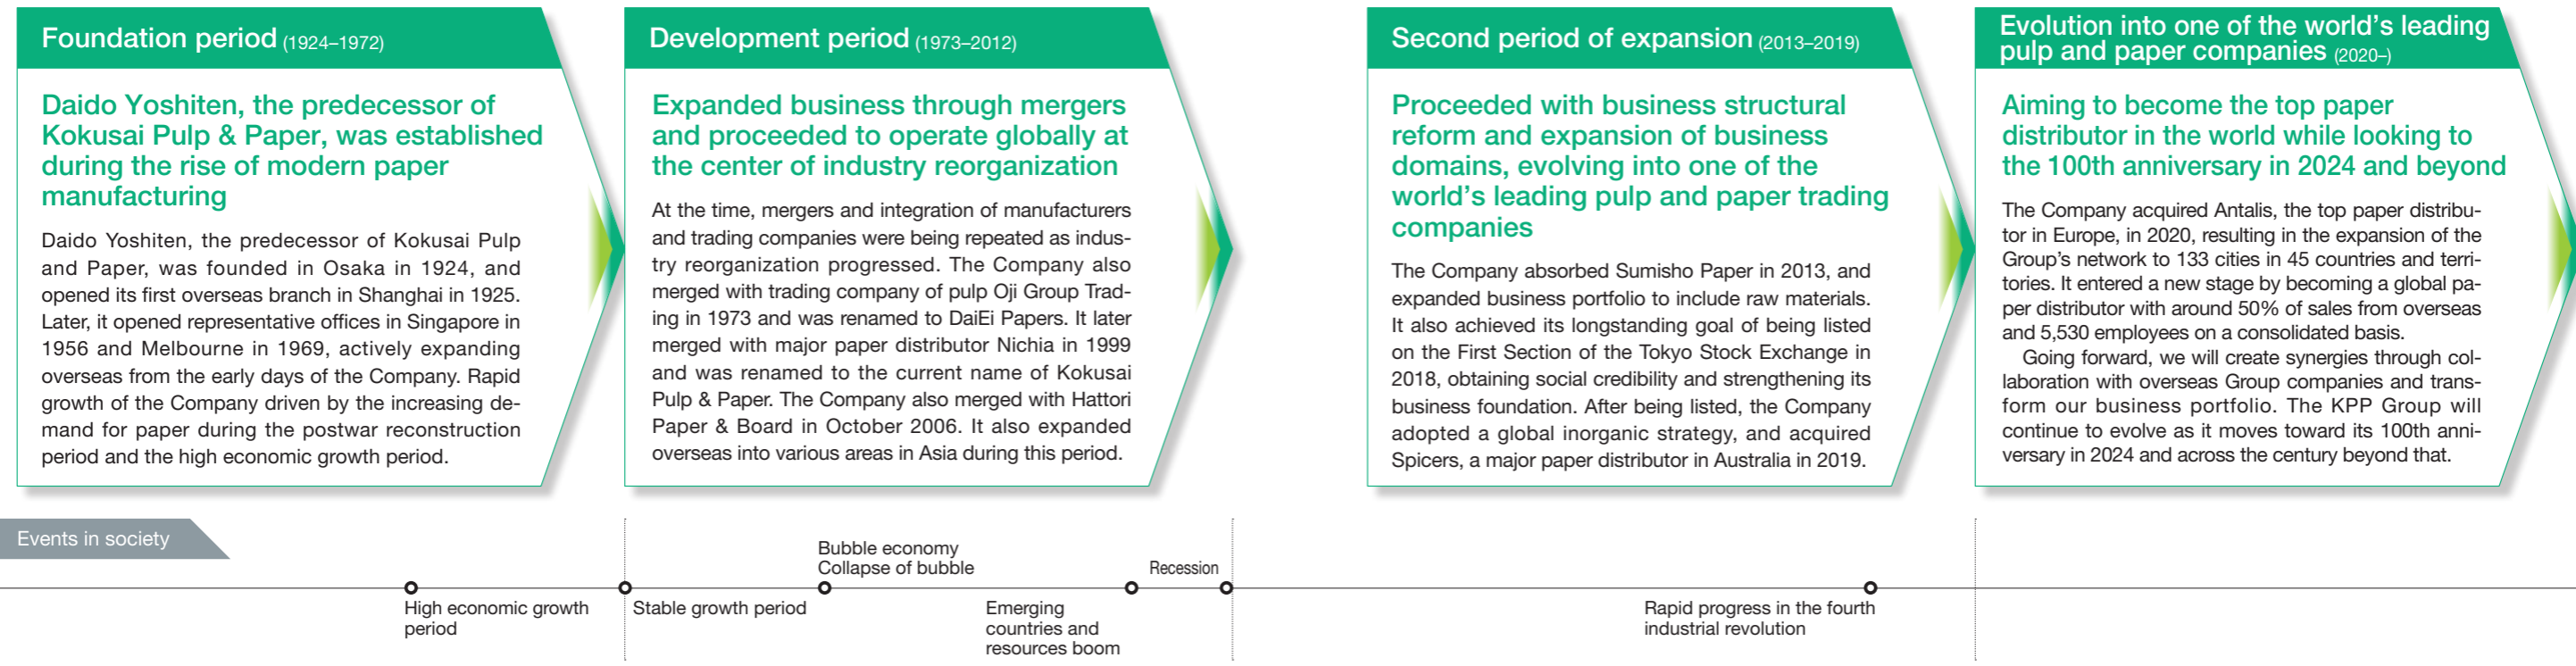 Foundation period (1924–1972)
Daido Yoshiten, the predecessor of
Kokusai Pulp & Paper, was established
during the rise of modern paper
manufacturing
Daido Yoshiten, the predecessor of Kokusai Pulp
and Paper, was founded in Osaka in 1924, and
opened its first overseas branch in Shanghai in 1925.
Later, it opened representative offices in Singapore in
1956 and Melbourne in 1969, actively expanding
overseas from the early days of the Company. Rapid
growth of the Company driven by the increasing de-
mand for paper during the postwar reconstruction
period and the high economic growth period.
Development period (1973–2012)
Expanded business through mergers
and proceeded to operate globally at
the center of industry reorganization
At the time, mergers and integration of manufacturers
and trading companies were being repeated as indus-
try reorganization progressed. The Company also
merged with trading company of pulp Oji Group Trad-
ing in 1973 and was renamed to DaiEi Papers. It later
merged with major paper distributor Nichia in 1999
and was renamed to the current name of Kokusai
Pulp & Paper. The Company also merged with Hattori
Paper & Board in October 2006. It also expanded
overseas into various areas in Asia during this period.
Second period of expansion (2013–2019)
Proceeded with business structural
reform and expansion of business
domains, evolving into one of the
world's leading pulp and paper trading
companies
The Company absorbed Sumisho Paper in 2013, and
expanded business portfolio to include raw materials.
It also achieved its longstanding goal of being listed
on the First Section of the Tokyo Stock Exchange in
2018, obtaining social credibility and strengthening its
business foundation. After being listed, the Company
adopted a global inorganic strategy, and acquired
Spicers, a major paper distributor in Australia in 2019.
Evolution into one of the world's leading
pulp and paper companies (2020–)
Aiming to become the top paper
distributor in the world while looking to
the 100th anniversary in 2024 and beyond
The Company acquired Antalis, the top paper distribu-
tor in Europe, in 2020, resulting in the expansion of the
Group's network to 133 cities in 45 countries and terri-
tories. It entered a new stage by becoming a global pa-
per distributor with around 50% of sales from overseas
and 5,530 employees on a consolidated basis.
Going forward, we will create synergies through col-
laboration with overseas Group companies and trans-
form our business portfolio. The KPP Group will
continue to evolve as it moves toward its 100th anni-
versary in 2024 and across the century beyond that.
Events in society
High economic growth
period
Stable growth period
Bubble economy
Collapse of bubble
Emerging
countries and
resources boom
Recession
Rapid progress in the fourth
industrial revolution